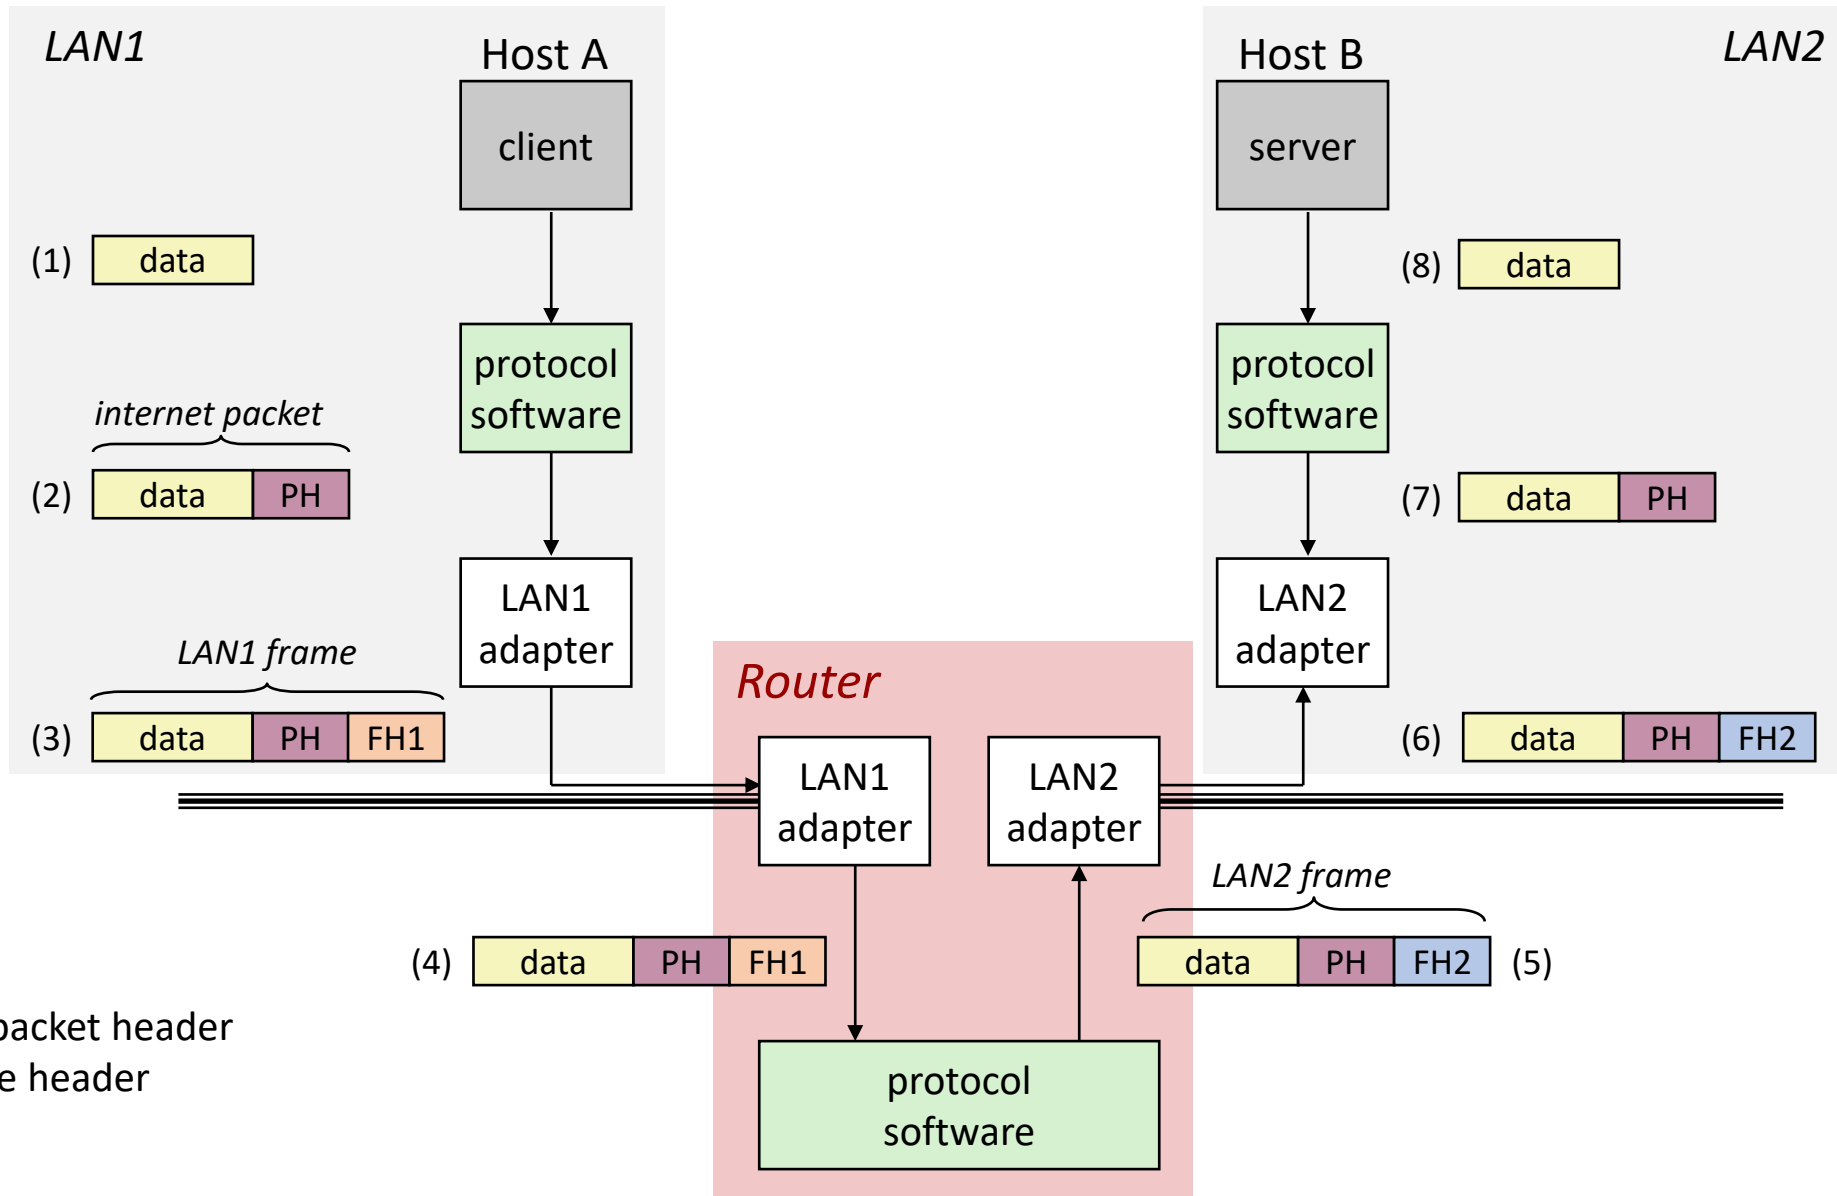 LAN1
Host A
client
(1) data
protocol
software
internet packet
(2) data PH
LAN1
adapter
LAN1 frame
(3) data PH FH1
Host B
LAN2
server
(8) data
protocol
software
(7) data PH
LAN2
adapter
(6) data PH FH2
Router
LAN1
adapter
LAN2
adapter
(4) data PH FH1
LAN2 frame
data PH FH2 (5)
protocol
software
packet header
header